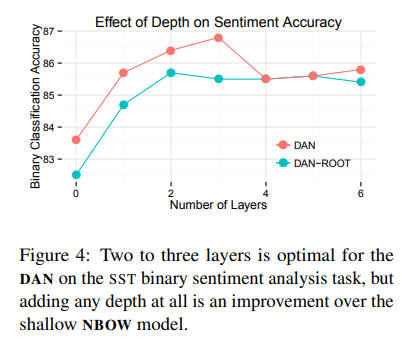 Effect of Depth on Sentiment Accuracy
Binary Classification Accuracy
87
86
85
84
83
0
2
4
6
Number of Layers
DAN
DAN−ROOT
Figure 4: Two to three layers is optimal for the
DAN on the SST binary sentiment analysis task, but
adding any depth at all is an improvement over the
shallow NBOW model.